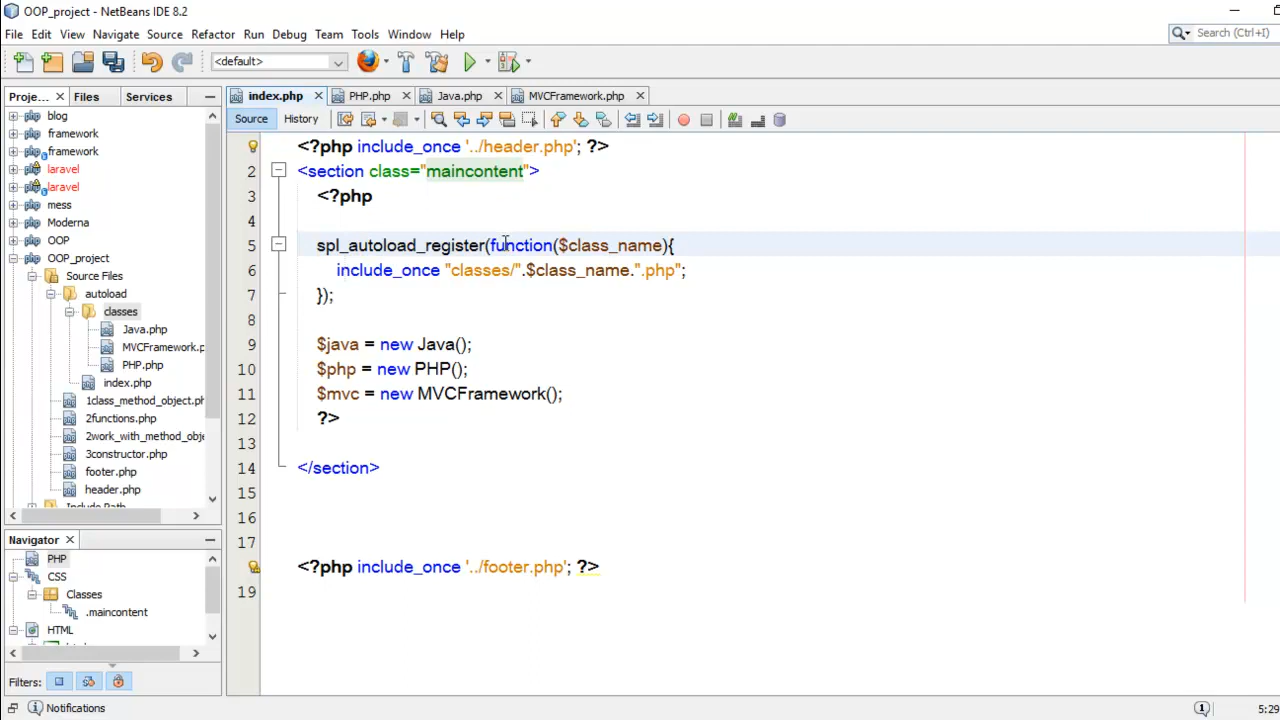 OOP_project - NetBeans IDE 8.2
File Edit View Navigate Source Refactor Run Debug Team Tools Window Help
Search (Ctrl+I)
<default>
Proje... Files Services
index.php PHP.php Java.php MVCFramework.php
Source History
blog
framework
framework
laravel
laravel
mess
Moderna
OOP
OOP_project
Source Files
autoload
classes
Java.php
MVCFramework.p
PHP.php
index.php
1class_method_object.ph
2functions.php
2work_with_method_obje
3constructor.php
footer.php
header.php
Include Path
Navigator
PHP
CSS
Classes
.maincontent
HTML
Filters:
<?php include_once '../header.php'; ?>
2 <section class="maincontent">
3 <?php
4
5 spl_autoload_register(function($class_name){
6 include_once "classes/".$class_name.".php";
7 });
8
9 $java = new Java();
10 $php = new PHP();
11 $mvc = new MVCFramework();
12 ?>
13
14 </section>
15
16
17
<?php include_once '../footer.php'; ?>
19
Notifications
1
5:29